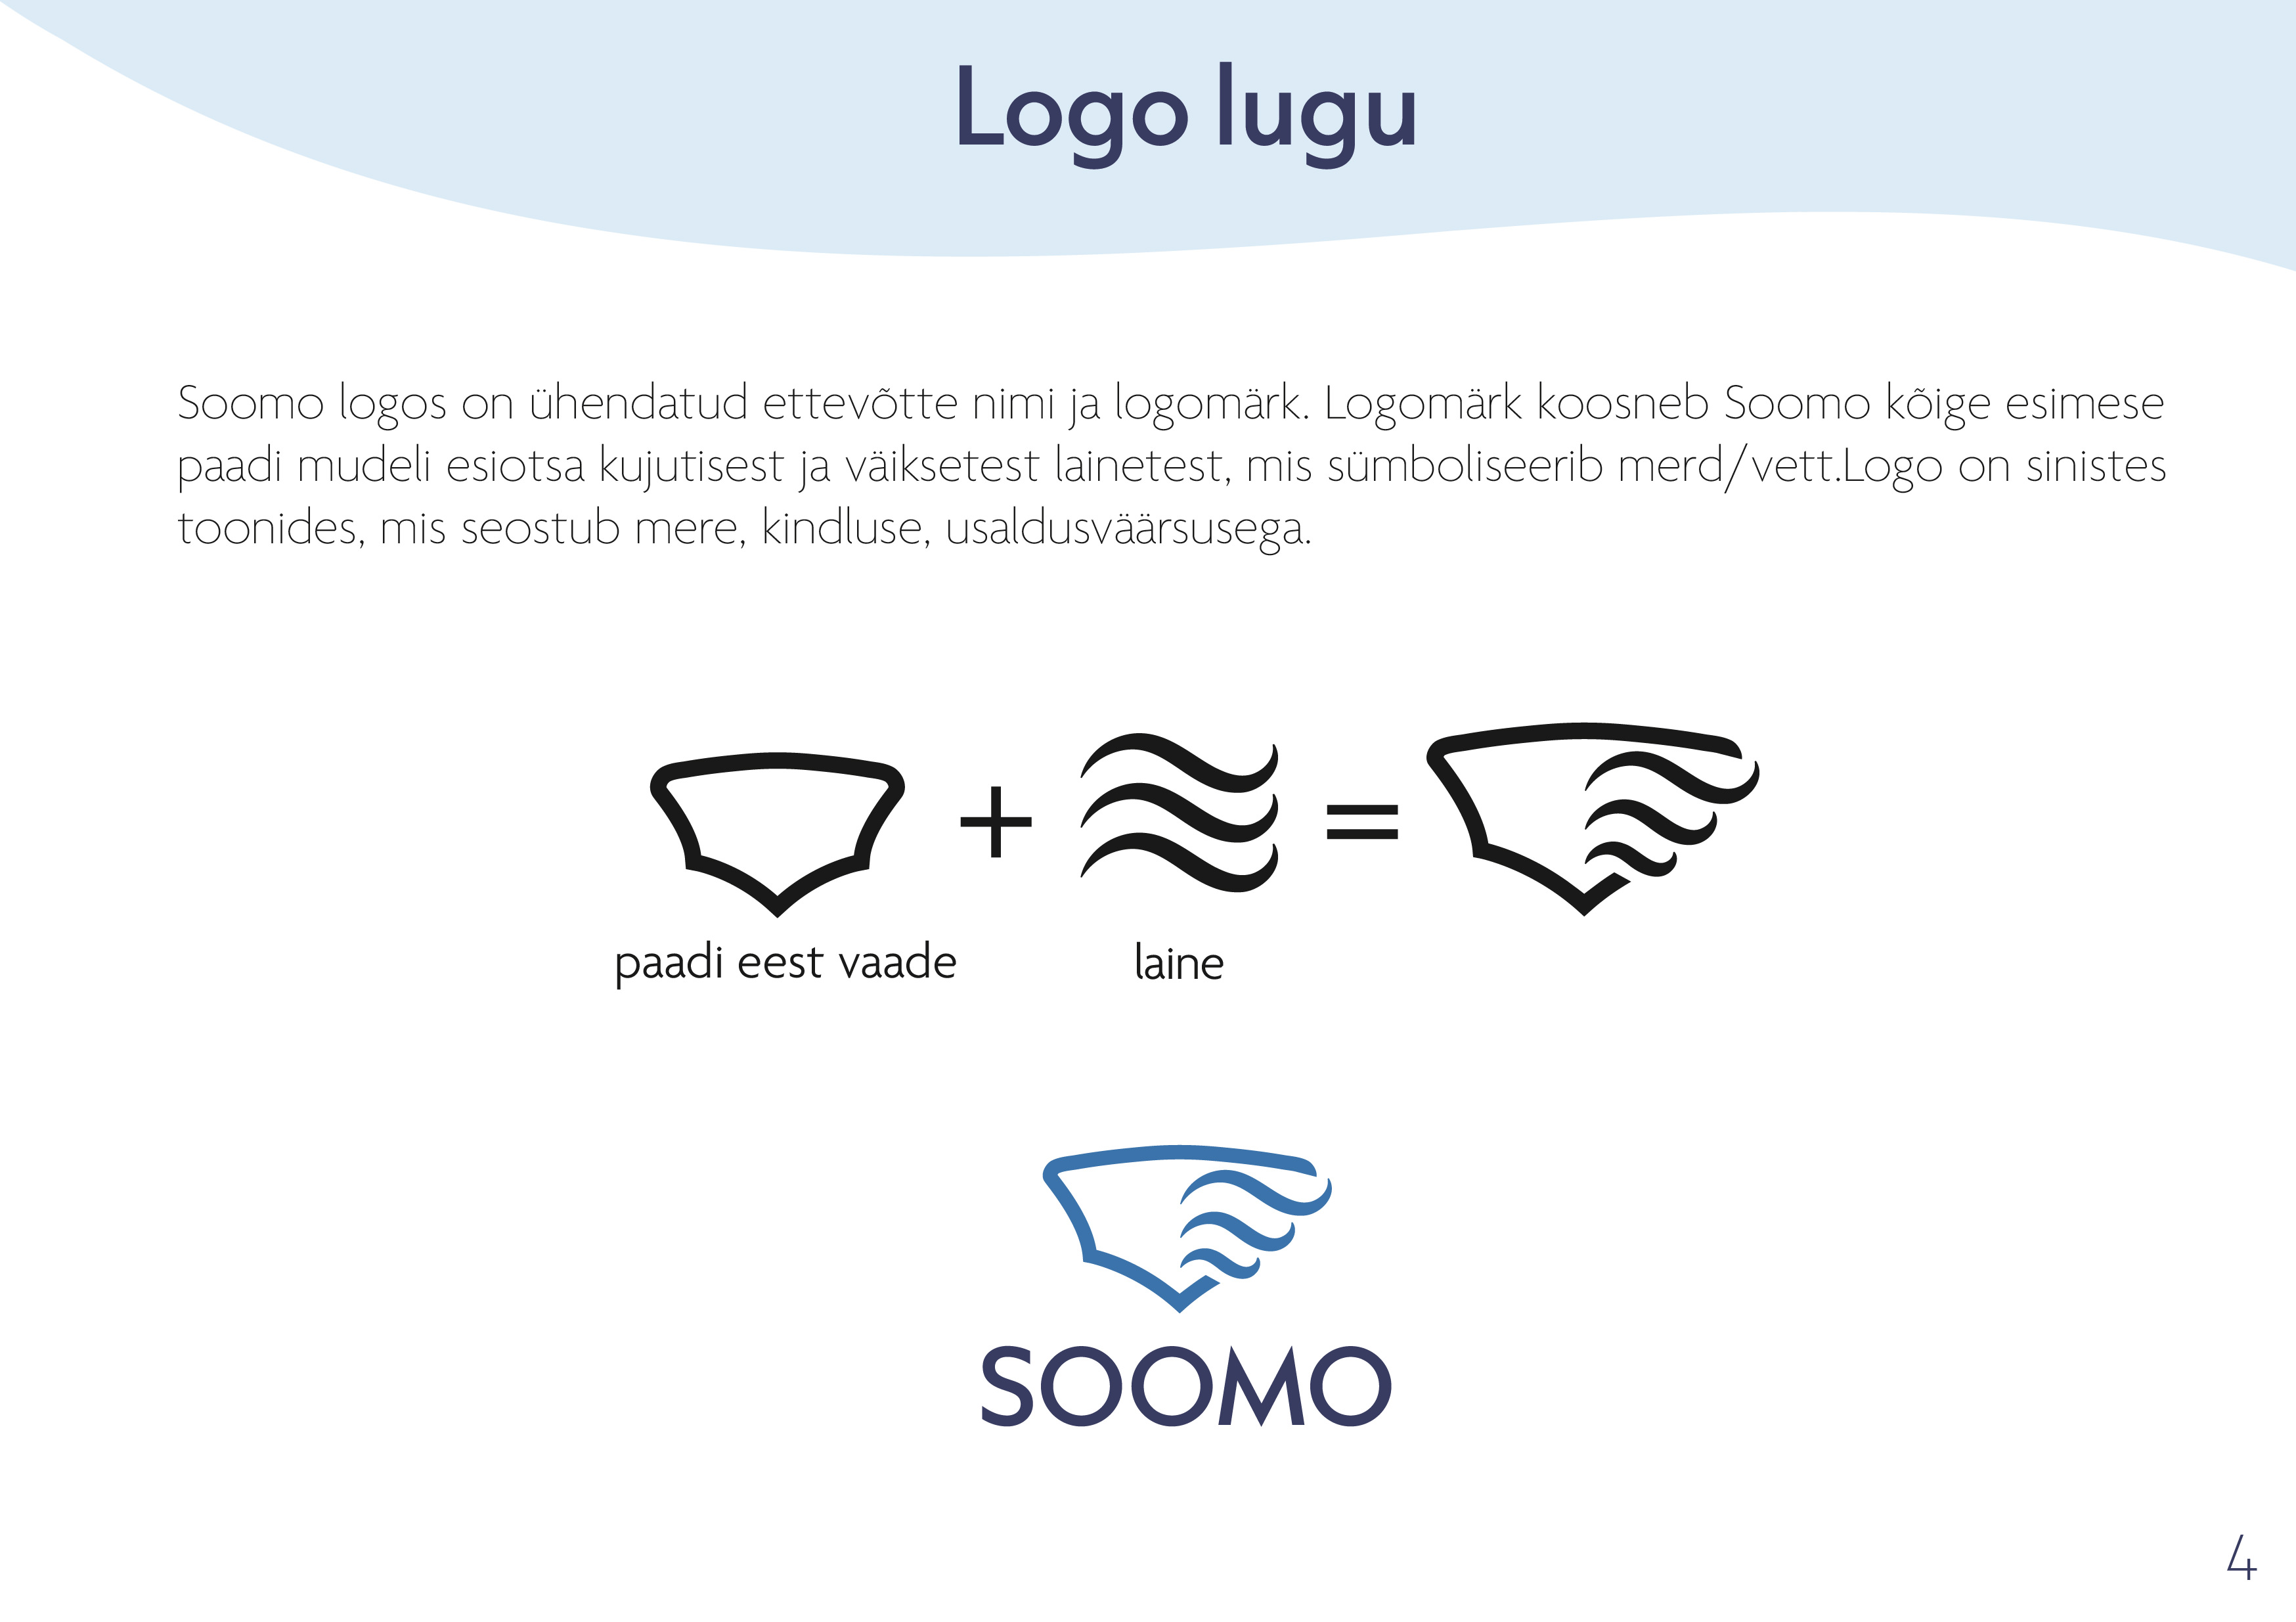 Logo lugu
Soomo logos on ühendatud ettevõtte nimi ja logomärk. Logomärk koosneb Soomo kõige esimese
paadi mudeli esiotsa kujutisest ja väiksetest lainetest, mis sümboliseerib merd/vett.Logo on sinistes
toonides, mis seostub mere, kindluse, usaldusväärsusega.
+ =
paadi eest vaade laine
SOOMO
4